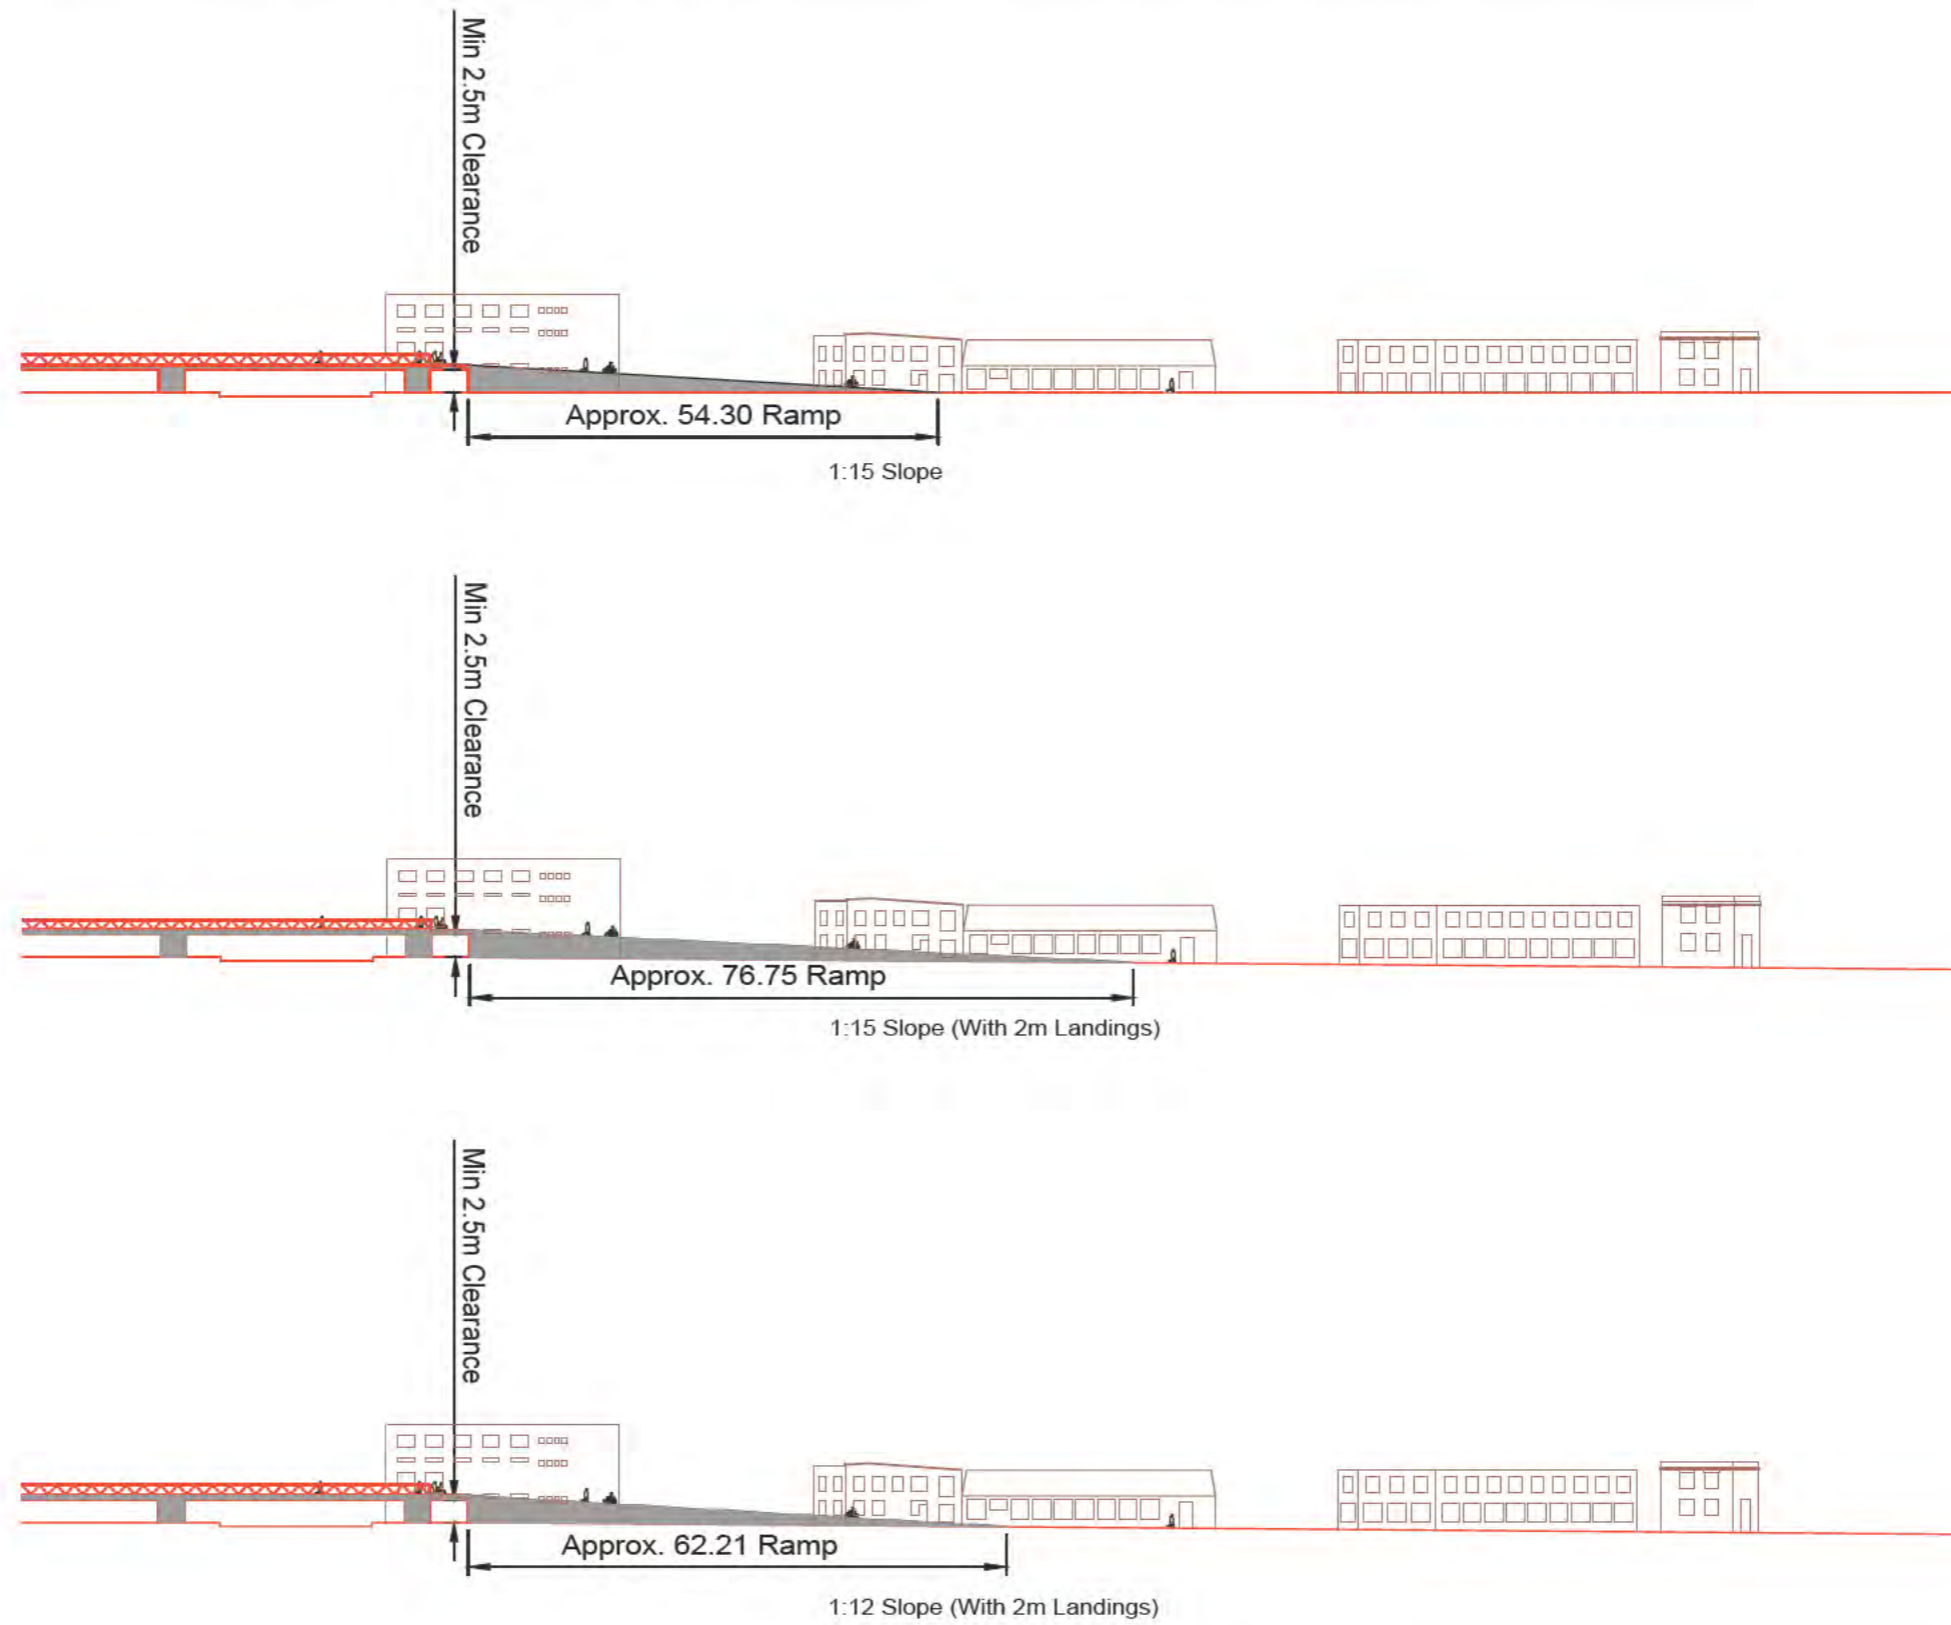 Min 2.5m Clearance
Approx. 54.30 Ramp
1:15 Slope
Min 2.5m Clearance
Approx. 76.75 Ramp
1:15 Slope (With 2m Landings)
Min 2.5m Clearance
Approx. 62.21 Ramp
1:12 Slope (With 2m Landings)